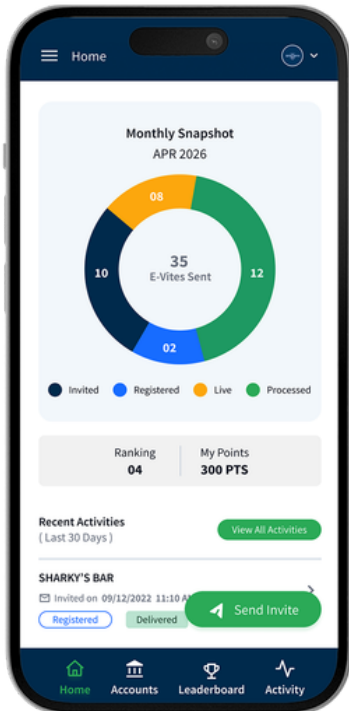 Home
Monthly Snapshot
APR 2026
08
35
E-Vites Sent
10
12
02
Invited Registered Live Processed
Ranking My Points
04 300 PTS
Recent Activities
( Last 30 Days )
View All Activities
SHARKY'S BAR
Invited on 09/12/2022 11:10
Send Invite
Registered Delivered
Home Accounts Leaderboard Activity